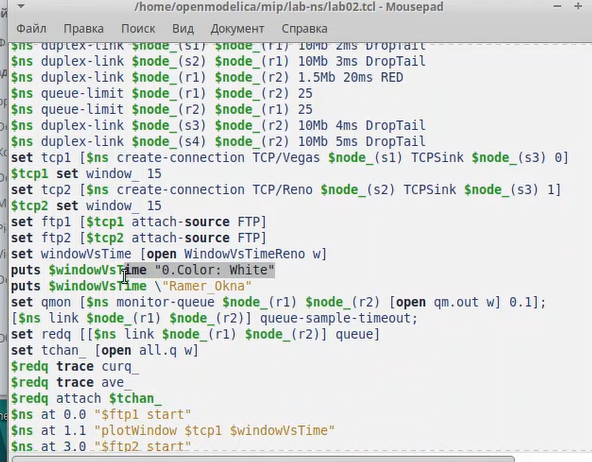 /home/openmodelica/mip/lab-ns/lab02.tcl - Mousepad
Файл Правка Поиск Вид Документ Справка
$ns duplex-link $node_(s1) $node_(r1) 10Mb 2ms DropTail
$ns duplex-link $node_(s2) $node_(r1) 10Mb 3ms DropTail
$ns duplex-link $node_(r1) $node_(r2) 1.5Mb 20ms RED
$ns queue-limit $node_(r1) $node_(r2) 25
$ns queue-limit $node_(r2) $node_(r1) 25
$ns duplex-link $node_(s3) $node_(r2) 10Mb 4ms DropTail
$ns duplex-link $node_(s4) $node_(r2) 10Mb 5ms DropTail
set tcp1 [$ns create-connection TCP/Vegas $node_(s1) TCPSink $node_(s3) 0]
$tcp1 set window_ 15
set tcp2 [$ns create-connection TCP/Reno $node_(s2) TCPSink $node_(s3) 1]
$tcp2 set window_ 15
set ftp1 [$tcp1 attach-source FTP]
set ftp2 [$tcp2 attach-source FTP]
set windowVsTime [open WindowVsTimeReno w]
puts $windowVsTime "0.Color: White"
puts $windowVsTime \"Ramer_Okna"
set qmon [$ns monitor-queue $node_(r1) $node_(r2) [open qm.out w] 0.1];
[$ns link $node_(r1) $node_(r2)] queue-sample-timeout;
set redq [[$ns link $node_(r1) $node_(r2)] queue]
set tchan_ [open all.q w]
$redq trace curq_
$redq trace ave_
$redq attach $tchan_
$ns at 0.0 "$ftp1 start"
$ns at 1.1 "plotWindow $tcp1 $windowVsTime"
$ns at 3.0 "$ftp2 start"